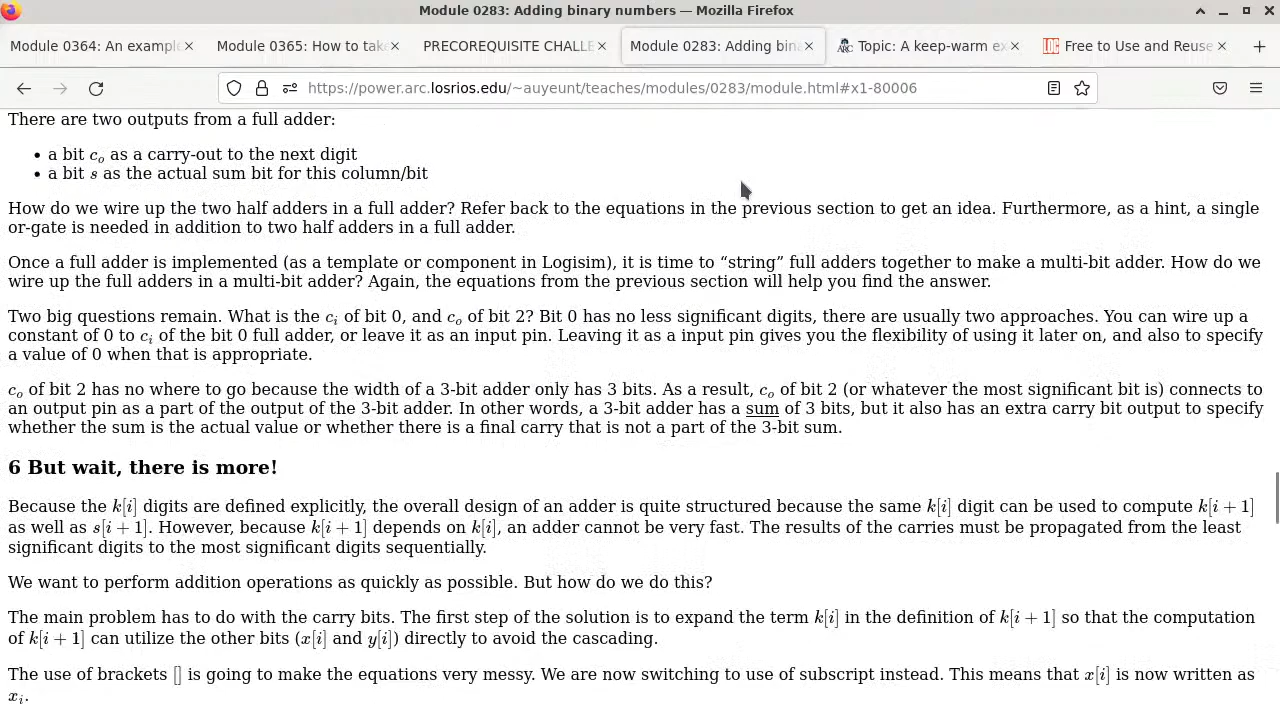 Module 0283: Adding binary numbers — Mozilla Firefox
Module 0364: An example
Module 0365: How to take
PRECOREQUISITE CHALLE
Module 0283: Adding bina
Topic: A keep-warm ex
Free to Use and Reuse
https://power.arc.losrios.edu/~auyeunt/teaches/modules/0283/module.html#x1-80006
There are two outputs from a full adder:
• a bit cₒ as a carry-out to the next digit
• a bit s as the actual sum bit for this column/bit
How do we wire up the two half adders in a full adder? Refer back to the equations in the previous section to get an idea. Furthermore, as a hint, a single
or-gate is needed in addition to two half adders in a full adder.
Once a full adder is implemented (as a template or component in Logisim), it is time to “string” full adders together to make a multi-bit adder. How do we
wire up the full adders in a multi-bit adder? Again, the equations from the previous section will help you find the answer.
Two big questions remain. What is the cᵢ of bit 0, and cₒ of bit 2? Bit 0 has no less significant digits, there are usually two approaches. You can wire up a
constant of 0 to cᵢ of the bit 0 full adder, or leave it as an input pin. Leaving it as a input pin gives you the flexibility of using it later on, and also to specify
a value of 0 when that is appropriate.
cₒ of bit 2 has no where to go because the width of a 3-bit adder only has 3 bits. As a result, cₒ of bit 2 (or whatever the most significant bit is) connects to
an output pin as a part of the output of the 3-bit adder. In other words, a 3-bit adder has a sum of 3 bits, but it also has an extra carry bit output to specify
whether the sum is the actual value or whether there is a final carry that is not a part of the 3-bit sum.
6 But wait, there is more!
Because the k[i] digits are defined explicitly, the overall design of an adder is quite structured because the same k[i] digit can be used to compute k[i + 1]
as well as s[i + 1]. However, because k[i + 1] depends on k[i], an adder cannot be very fast. The results of the carries must be propagated from the least
significant digits to the most significant digits sequentially.
We want to perform addition operations as quickly as possible. But how do we do this?
The main problem has to do with the carry bits. The first step of the solution is to expand the term k[i] in the definition of k[i + 1] so that the computation
of k[i + 1] can utilize the other bits (x[i] and y[i]) directly to avoid the cascading.
The use of brackets [] is going to make the equations very messy. We are now switching to use of subscript instead. This means that x[i] is now written as
xᵢ.